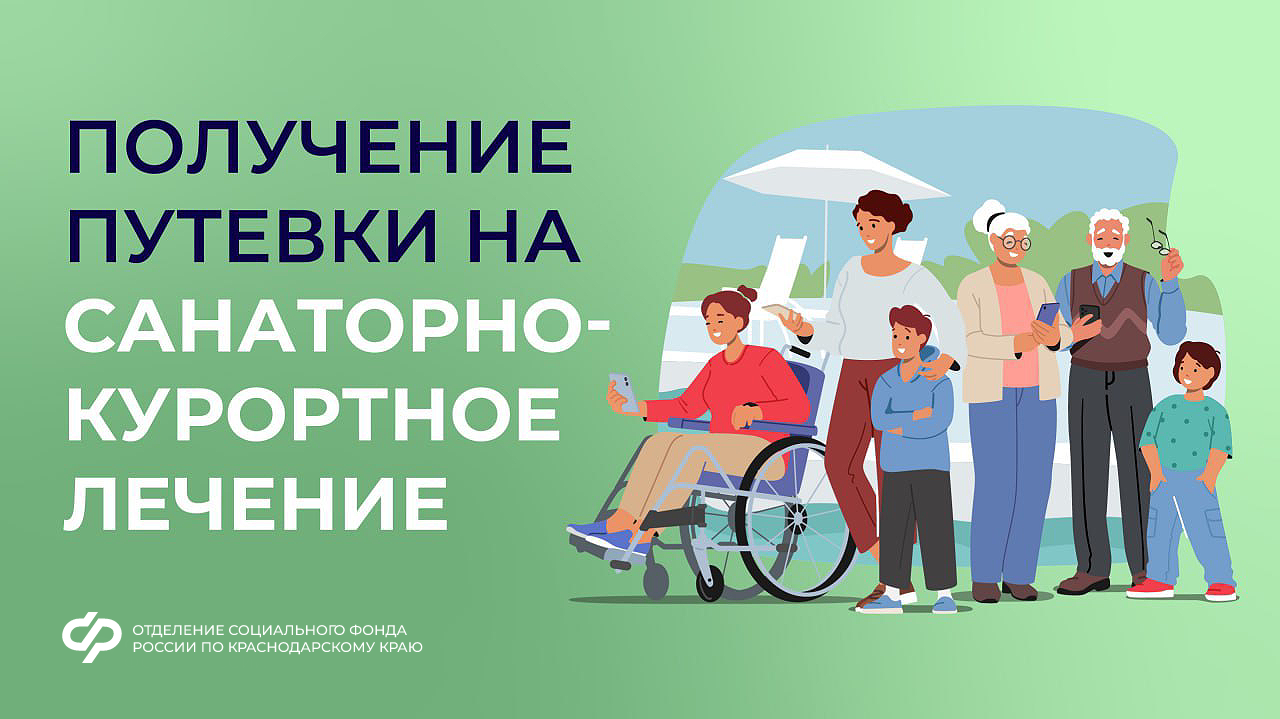 ПОЛУЧЕНИЕ
ПУТЕВКИ НА
САНАТОРНО-
КУРОРТНОЕ
ЛЕЧЕНИЕ
ОТДЕЛЕНИЕ СОЦИАЛЬНОГО ФОНДА
РОССИИ ПО КРАСНОДАРСКОМУ КРАЮ